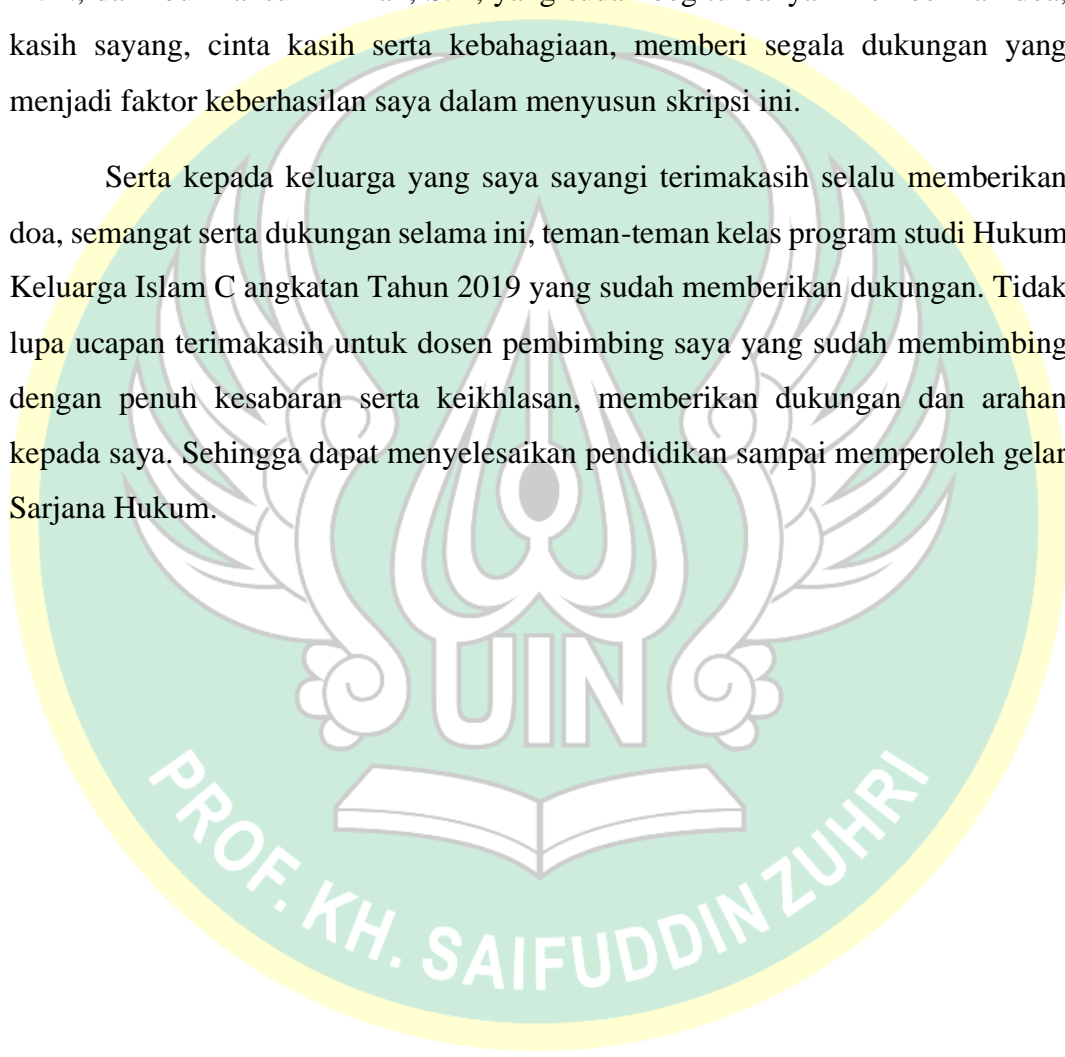 kasih sayang, cinta kasih serta kebahagiaan, memberi segala dukungan yang
menjadi faktor keberhasilan saya dalam menyusun skripsi ini.
Serta kepada keluarga yang saya sayangi terimakasih selalu memberikan
doa, semangat serta dukungan selama ini, teman-teman kelas program studi Hukum
Keluarga Islam C angkatan Tahun 2019 yang sudah memberikan dukungan. Tidak
lupa ucapan terimakasih untuk dosen pembimbing saya yang sudah membimbing
dengan penuh kesabaran serta keikhlasan, memberikan dukungan dan arahan
kepada saya. Sehingga dapat menyelesaikan pendidikan sampai memperoleh gelar
Sarjana Hukum.
UIN
PROF. KH. SAIFUDDIN ZUHRI